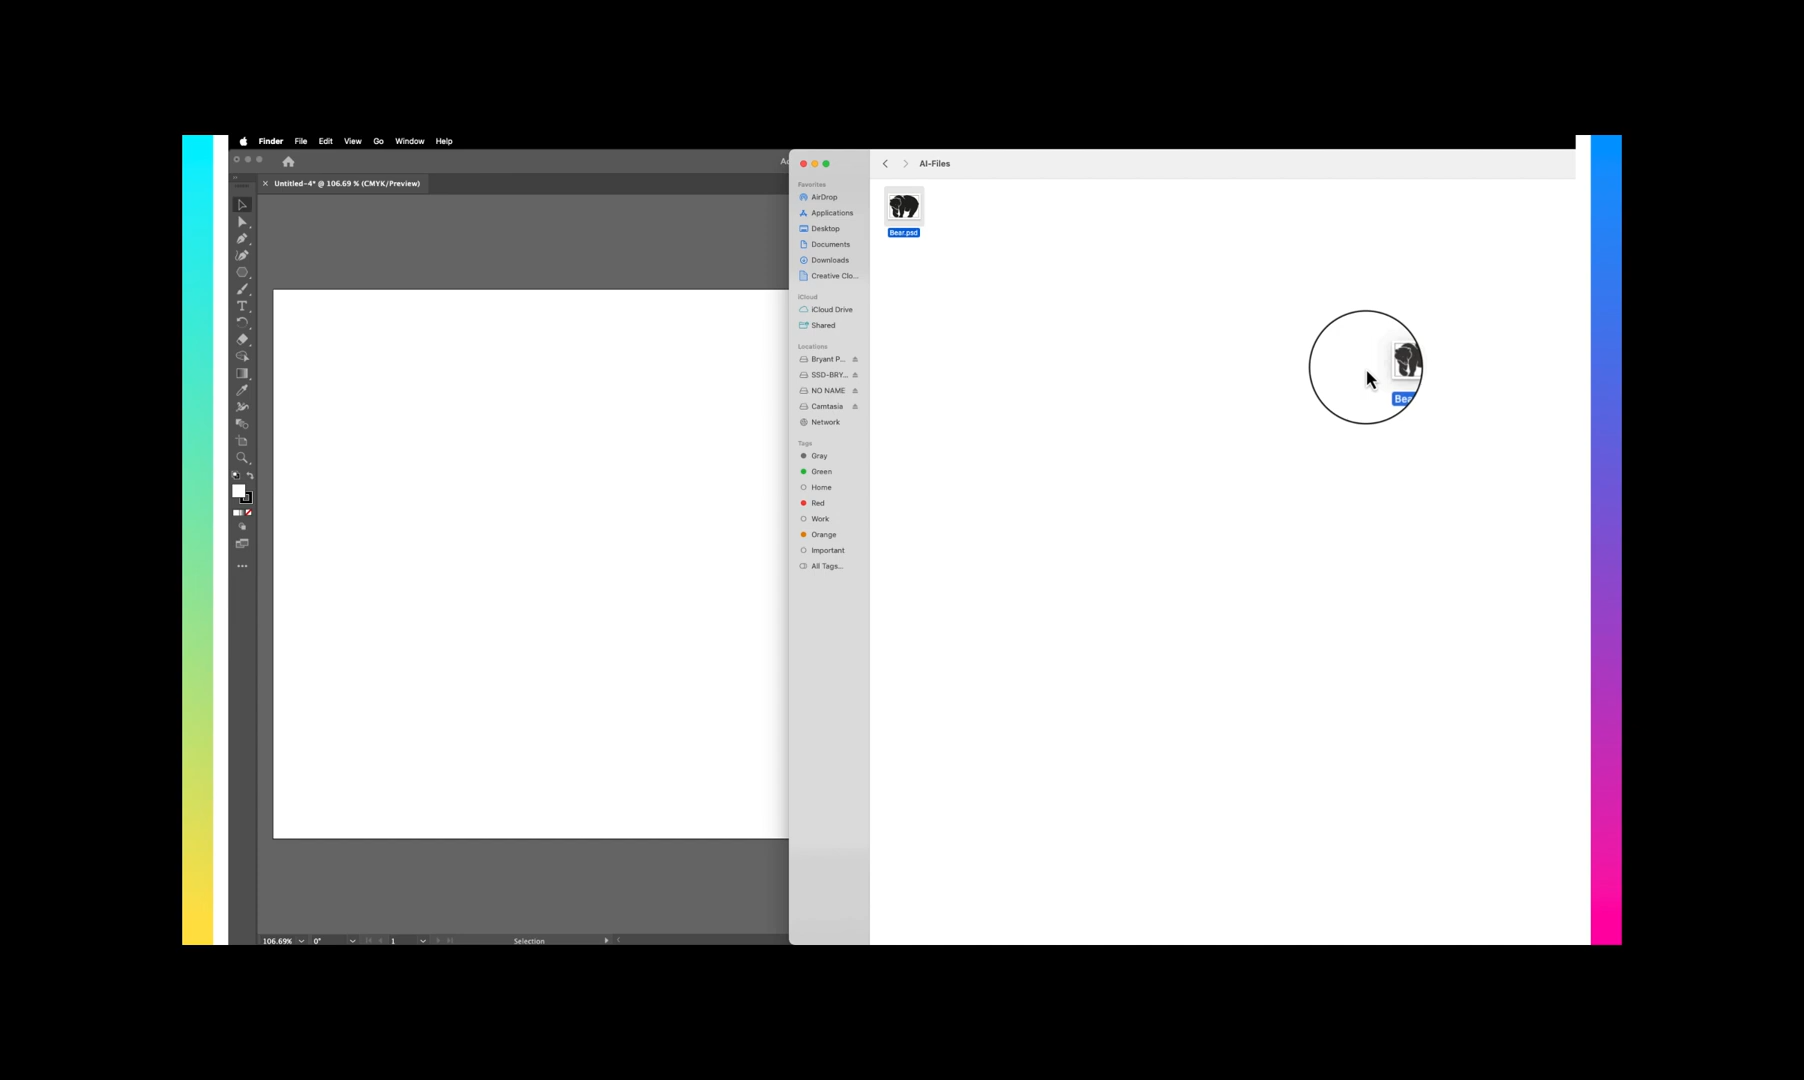 Finder File Edit View Go Window Help
Untitled-4* @ 106.69 % (CMYK/Preview)
AI-Files
Favorites
AirDrop
Applications
Desktop
Documents
Downloads
Creative Clo...
iCloud
iCloud Drive
Shared
Locations
Bryant P...
SSD-BRY...
NO NAME
Camtasia
Network
Tags
Gray
Green
Home
Red
Work
Orange
Important
All Tags...
Bear.psd
Bea
106.69% 0° 1 Selection